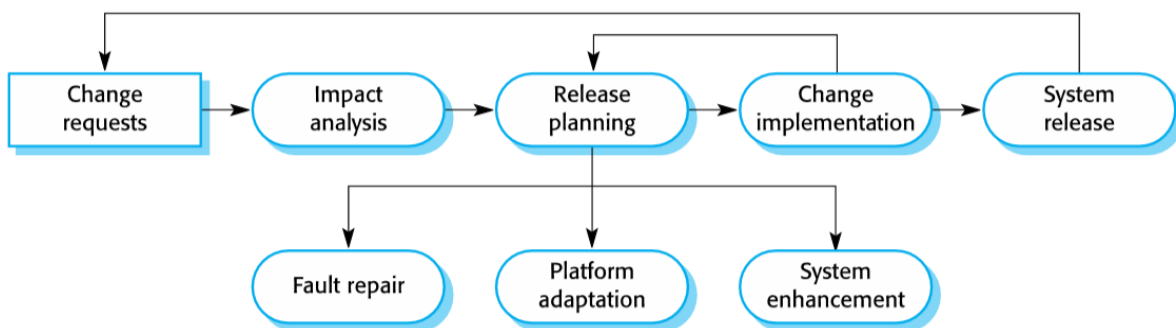 Change
requests
Impact
analysis
Release
planning
Change
implementation
System
release
Fault repair
Platform
adaptation
System
enhancement